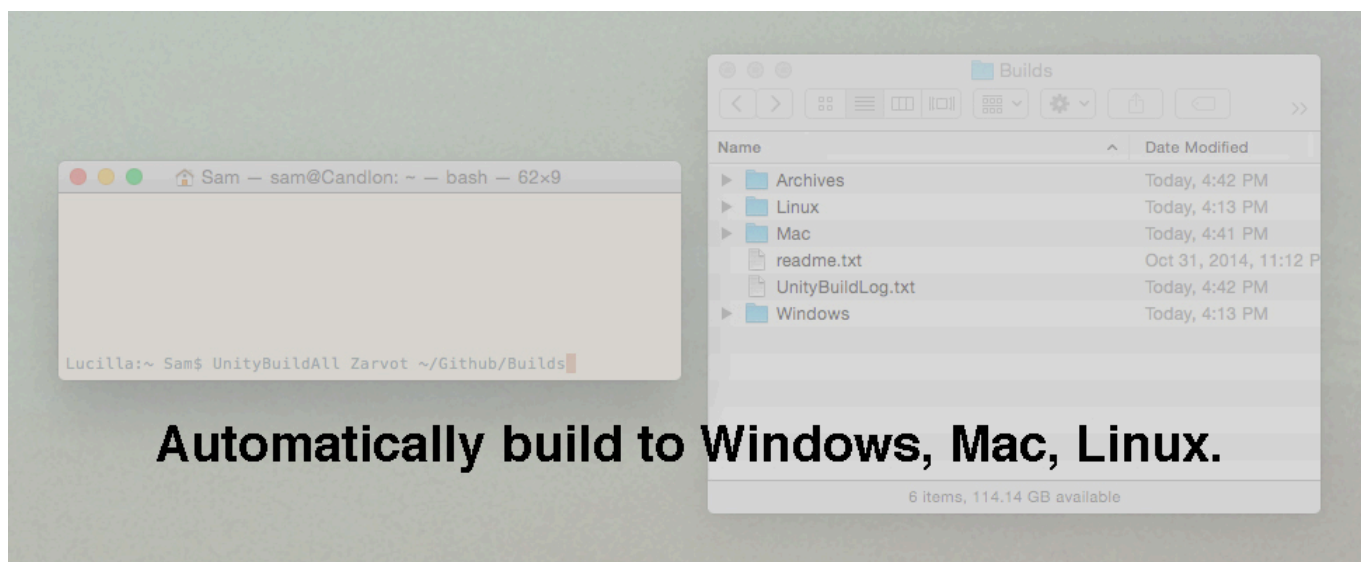 Sam — sam@Candlon: ~ — bash — 62×9
Lucilla:~ Sam$ UnityBuildAll Zarvot ~/Github/Builds
Builds
Name Date Modified
Archives Today, 4:42 PM
Linux Today, 4:13 PM
Mac Today, 4:41 PM
readme.txt Oct 31, 2014, 11:12 P
UnityBuildLog.txt Today, 4:42 PM
Windows Today, 4:13 PM
6 items, 114.14 GB available
Automatically build to Windows, Mac, Linux.